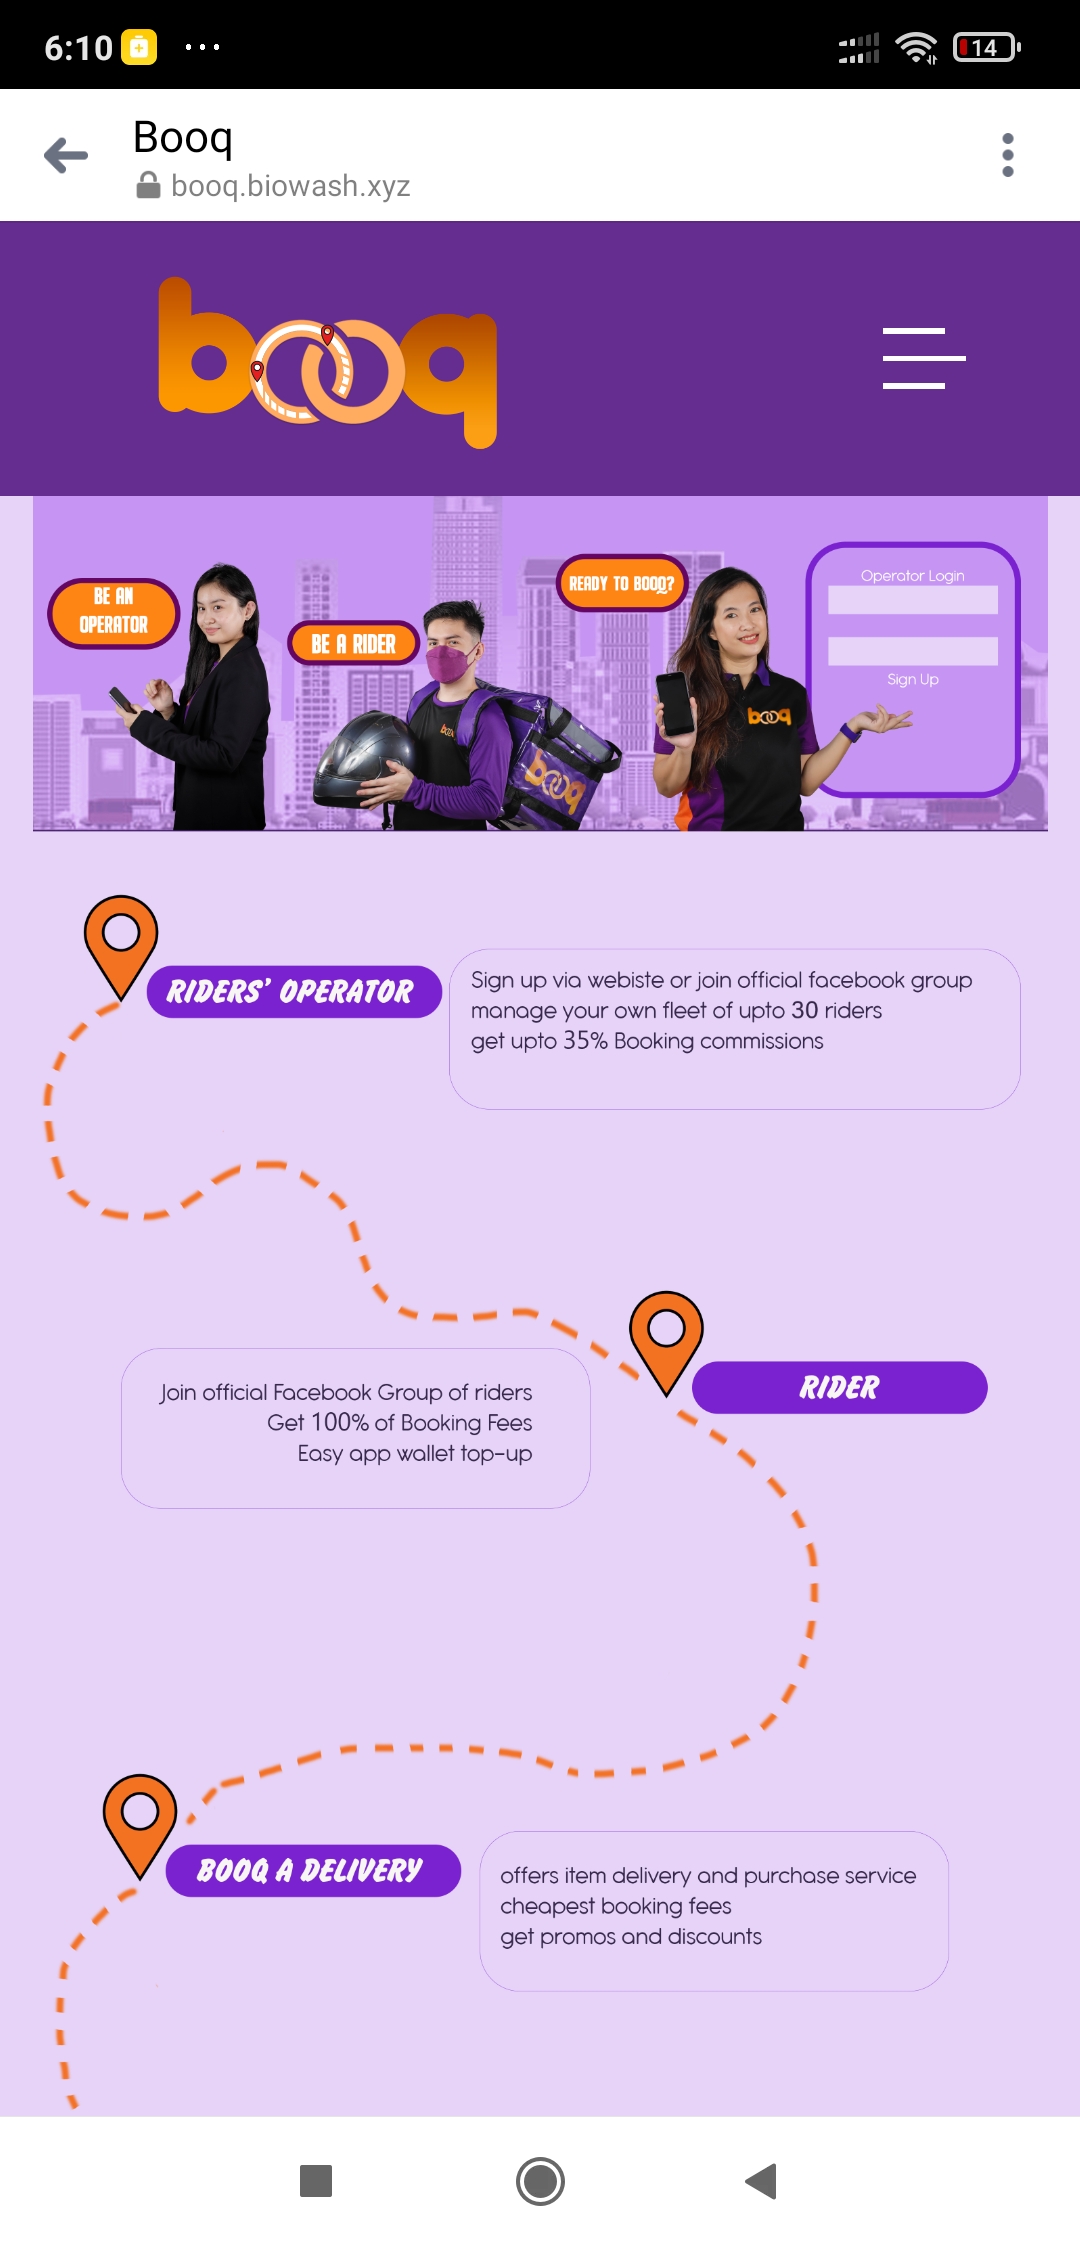 6:10
14
Booq
booq.biowash.xyz
booq
BE AN
OPERATOR
BE A RIDER
READY TO BOOQ?
Operator Login
Sign Up
booq
booq
booq
RIDERS' OPERATOR
Sign up via webiste or join official facebook group
manage your own fleet of upto 30 riders
get upto 35% Booking commissions
RIDER
Join official Facebook Group of riders
Get 100% of Booking Fees
Easy app wallet top-up
BOOQ A DELIVERY
offers item delivery and purchase service
cheapest booking fees
get promos and discounts